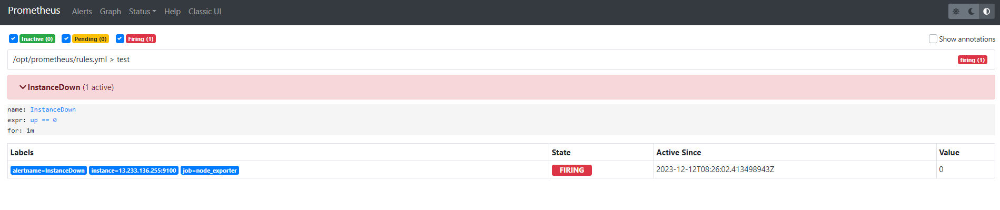 Prometheus Alerts Graph Status Help Classic UI
Inactive (0) Pending (0) Firing (1) Show annotations
/opt/prometheus/rules.yml > test firing (1)
InstanceDown (1 active)
name: InstanceDown
expr: up == 0
for: 1m
Labels State Active Since Value
alertname=InstanceDown instance=13.233.136.255:9100 job=node_exporter FIRING 2023-12-12T08:26:02.413498943Z 0